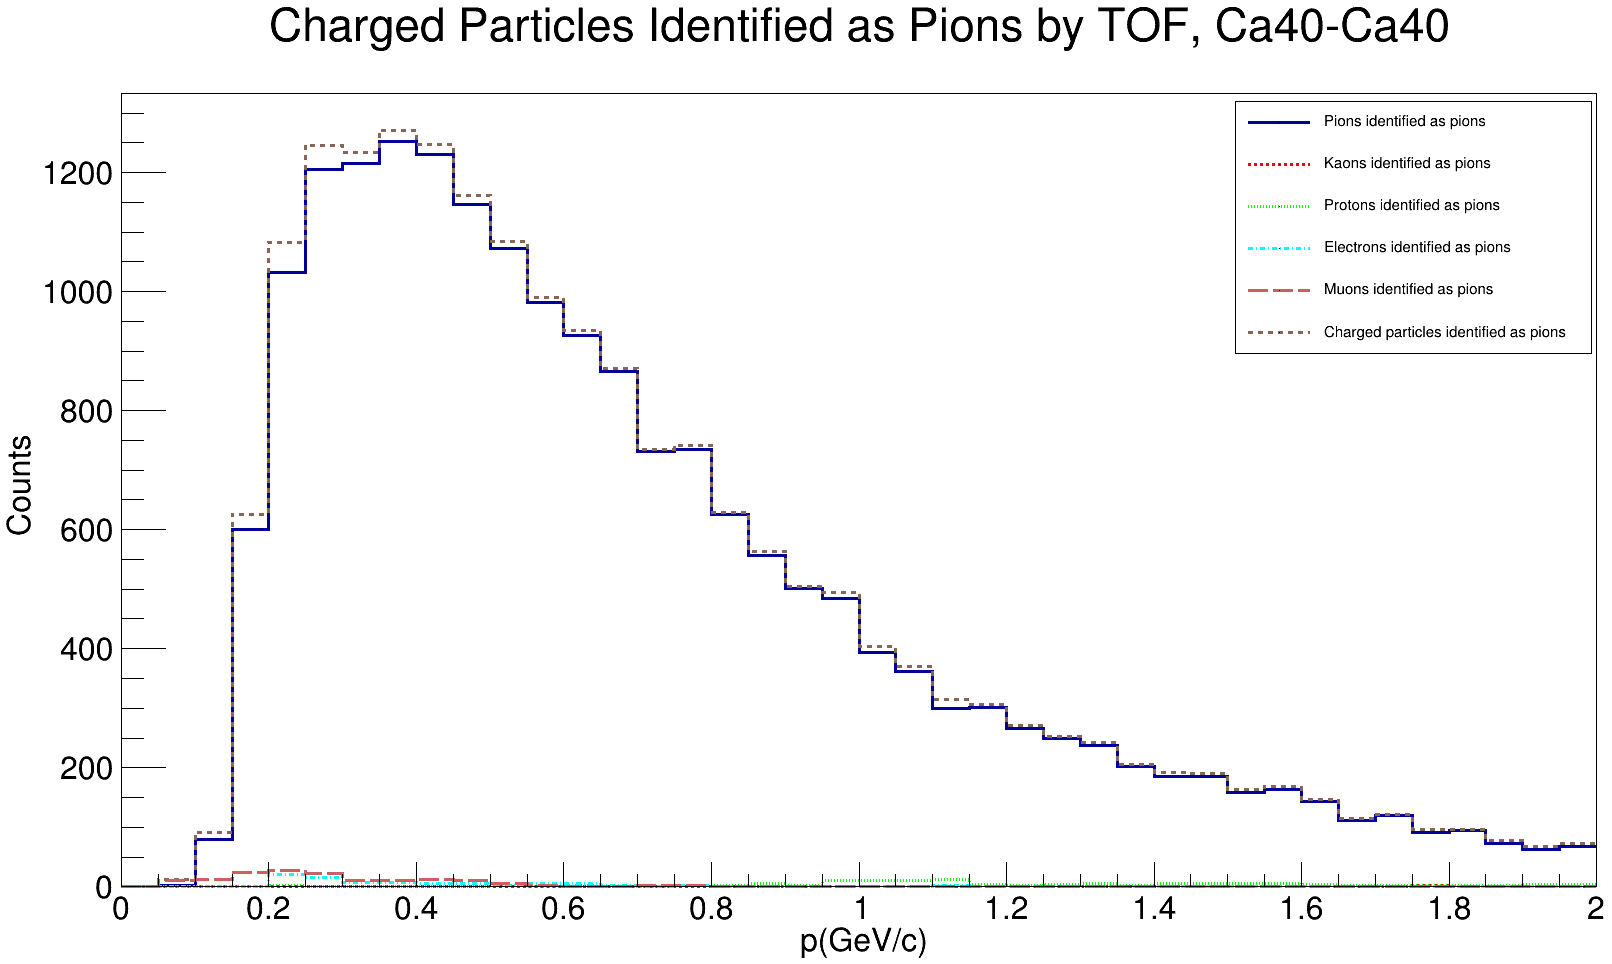 Charged Particles Identified as Pions by TOF, Ca40-Ca40
Pions identified as pions
Kaons identified as pions
Protons identified as pions
Electrons identified as pions
Muons identified as pions
Charged particles identified as pions
Counts
1200
1000
800
600
400
200
0
0 0.2 0.4 0.6 0.8 1 1.2 1.4 1.6 1.8 2
p(GeV/c)